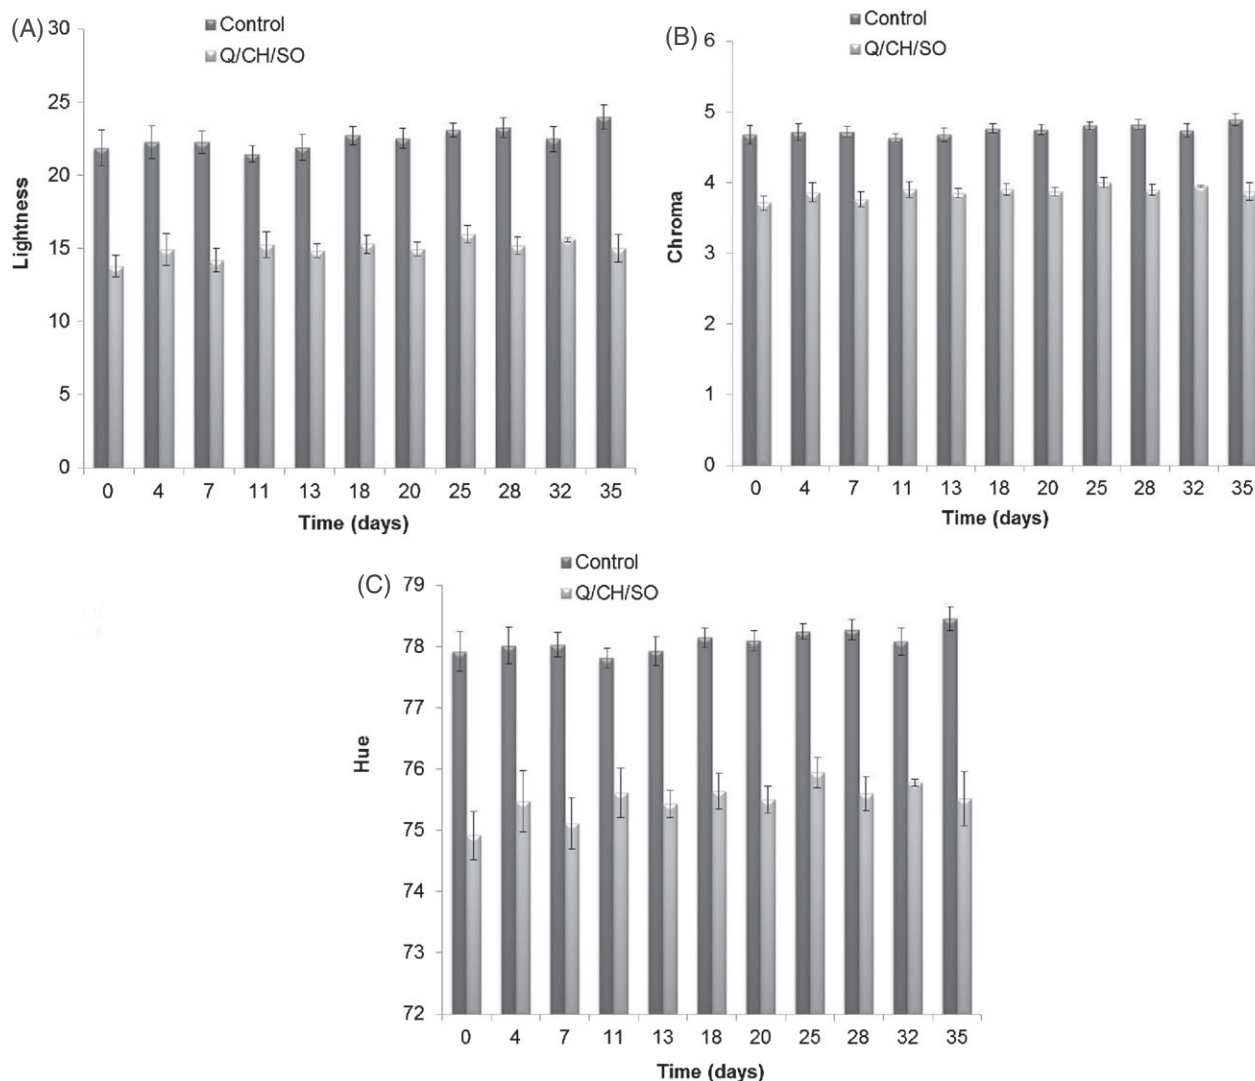 (A)
Control
Q/CH/SO
30
25
20
15
10
5
0
Lightness
0 4 7 11 13 18 20 25 28 32 35
Time (days)
(B)
Control
Q/CH/SO
6
5
4
3
2
1
0
Chroma
0 4 7 11 13 18 20 25 28 32 35
Time (days)
(C)
Control
Q/CH/SO
79
78
77
76
75
74
73
72
Hue
0 4 7 11 13 18 20 25 28 32 35
Time (days)